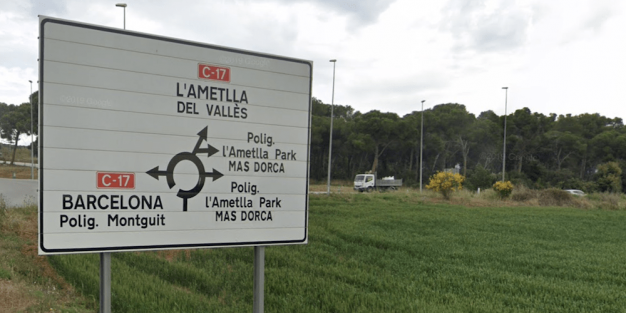 C-17
L'AMETLLA
DEL VALLÈS
Polig.
l'Ametlla Park
MAS DORCA
Polig.
l'Ametlla Park
MAS DORCA
C-17
BARCELONA
Polig. Montguit